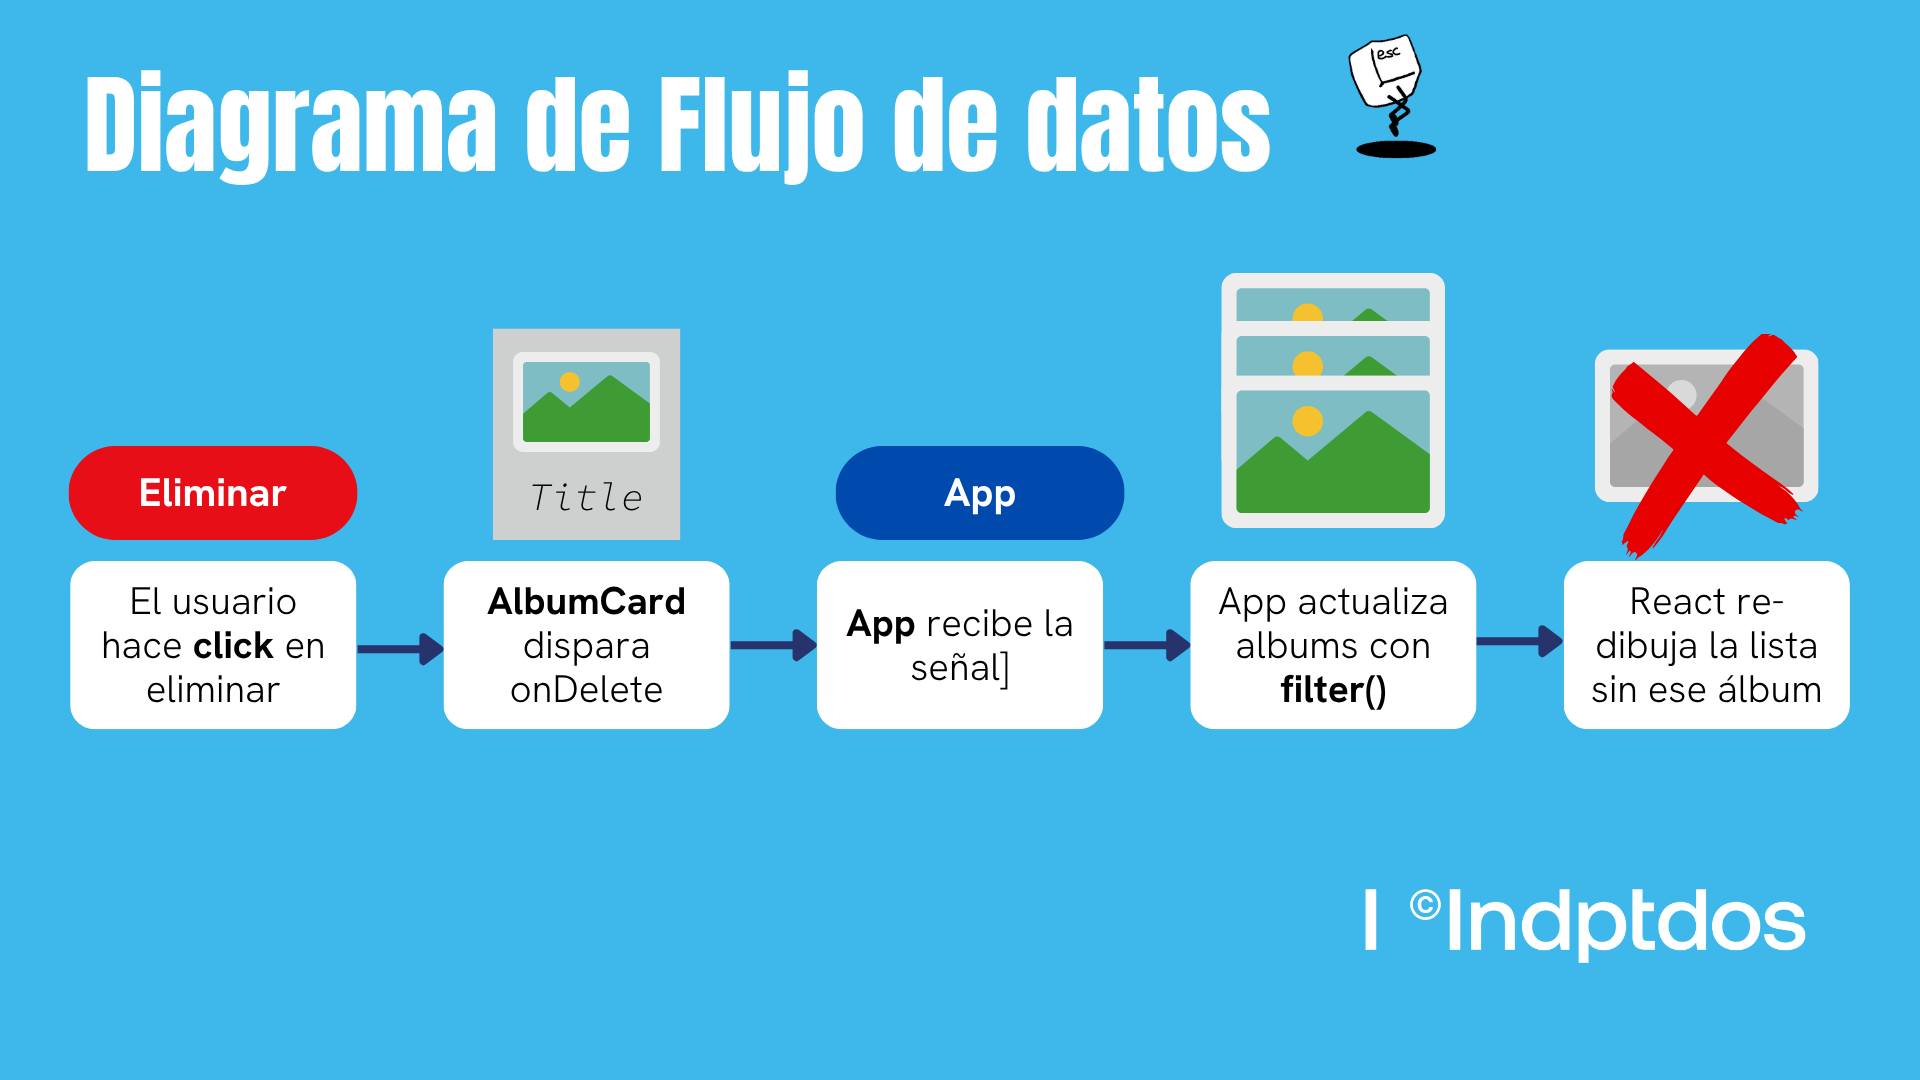 Diagrama de Flujo de datos
esc
Title
Eliminar
App
El usuario
hace click en
eliminar
AlbumCard
dispara
onDelete
App recibe la
señal]
App actualiza
albums con
filter()
React re-
dibuja la lista
sin ese álbum
I ©Indptdos